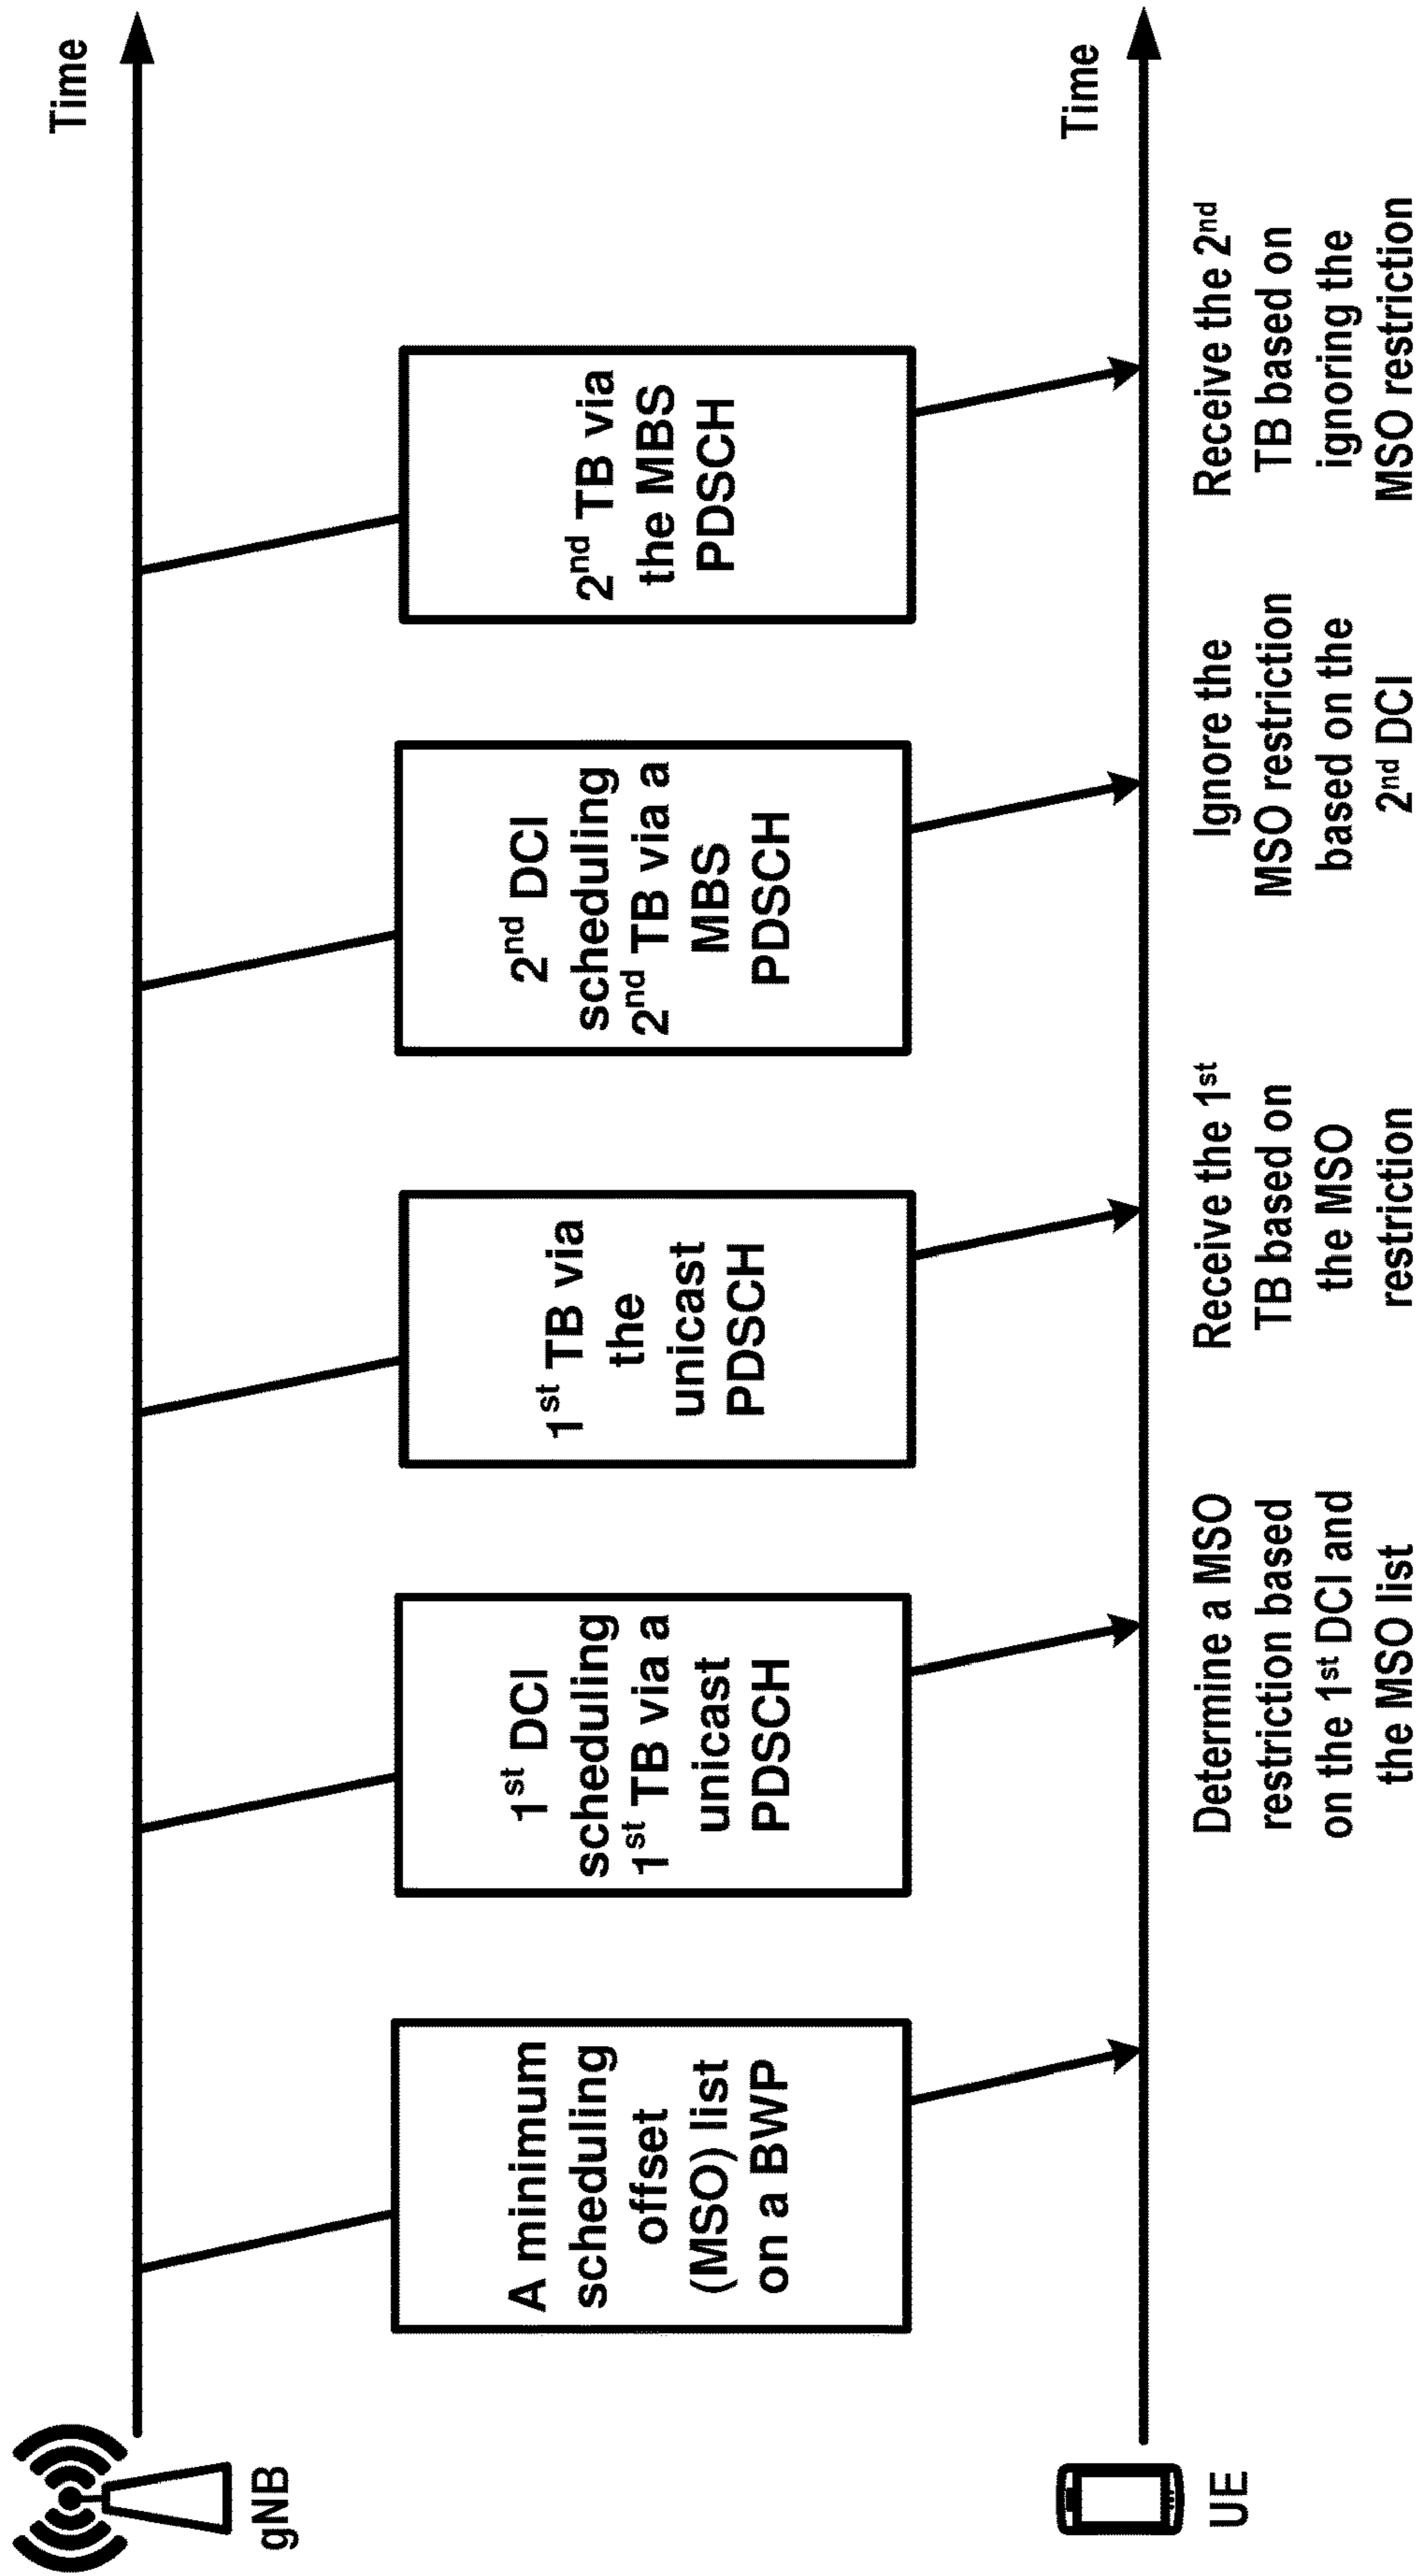 gNB
Time
A minimum
scheduling
offset
(MSO) list
on a BWP
1st DCI
scheduling
1st TB via a
unicast
PDSCH
1st TB via
the
unicast
PDSCH
2nd DCI
scheduling
2nd TB via a
MBS
PDSCH
2nd TB via
the MBS
PDSCH
UE
Time
Determine a MSO
restriction based
on the 1st DCI and
the MSO list
Receive the 1st
TB based on
the MSO
restriction
Ignore the
MSO restriction
based on the
2nd DCI
Receive the 2nd
TB based on
ignoring the
MSO restriction